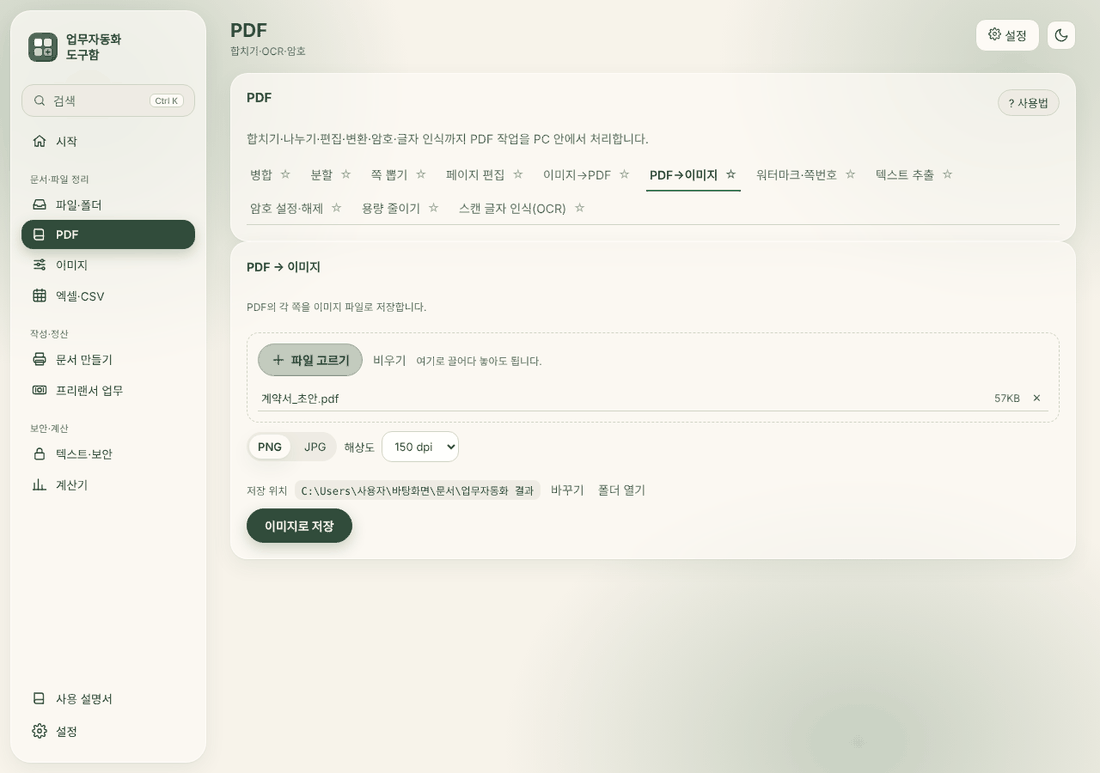 업무자동화
도구함
검색 Ctrl K
시작
문서·파일 정리
파일·폴더
PDF
이미지
엑셀·CSV
작성·정산
문서 만들기
프리랜서 업무
보안·계산
텍스트·보안
계산기
사용 설명서
설정
PDF
합치기·OCR·암호
설정
PDF
? 사용법
합치기·나누기·편집·변환·암호·글자 인식까지 PDF 작업을 PC 안에서 처리합니다.
병합 ☆ 분할 ☆ 쪽 뽑기 ☆ 페이지 편집 ☆ 이미지→PDF ☆ PDF→이미지 ☆ 워터마크·쪽번호 ☆ 텍스트 추출 ☆
암호 설정·해제 ☆ 용량 줄이기 ☆ 스캔 글자 인식(OCR) ☆
PDF → 이미지
PDF의 각 쪽을 이미지 파일로 저장합니다.
+ 파일 고르기 비우기 여기로 끌어다 놓아도 됩니다.
계약서_초안.pdf 57KB ×
PNG JPG 해상도 150 dpi
저장 위치 C:\Users\사용자\바탕화면\문서\업무자동화 결과 바꾸기 폴더 열기
이미지로 저장